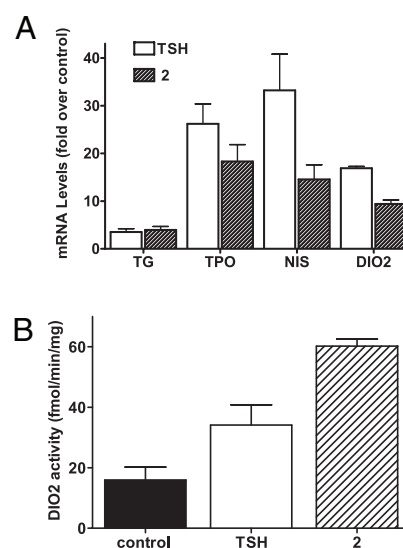 A
mRNA Levels (fold over control)
40
30
20
10
0
TSH
2
TG TPO NIS DIO2
B
DIO2 activity (fmol/min/mg)
60
40
20
0
control TSH 2